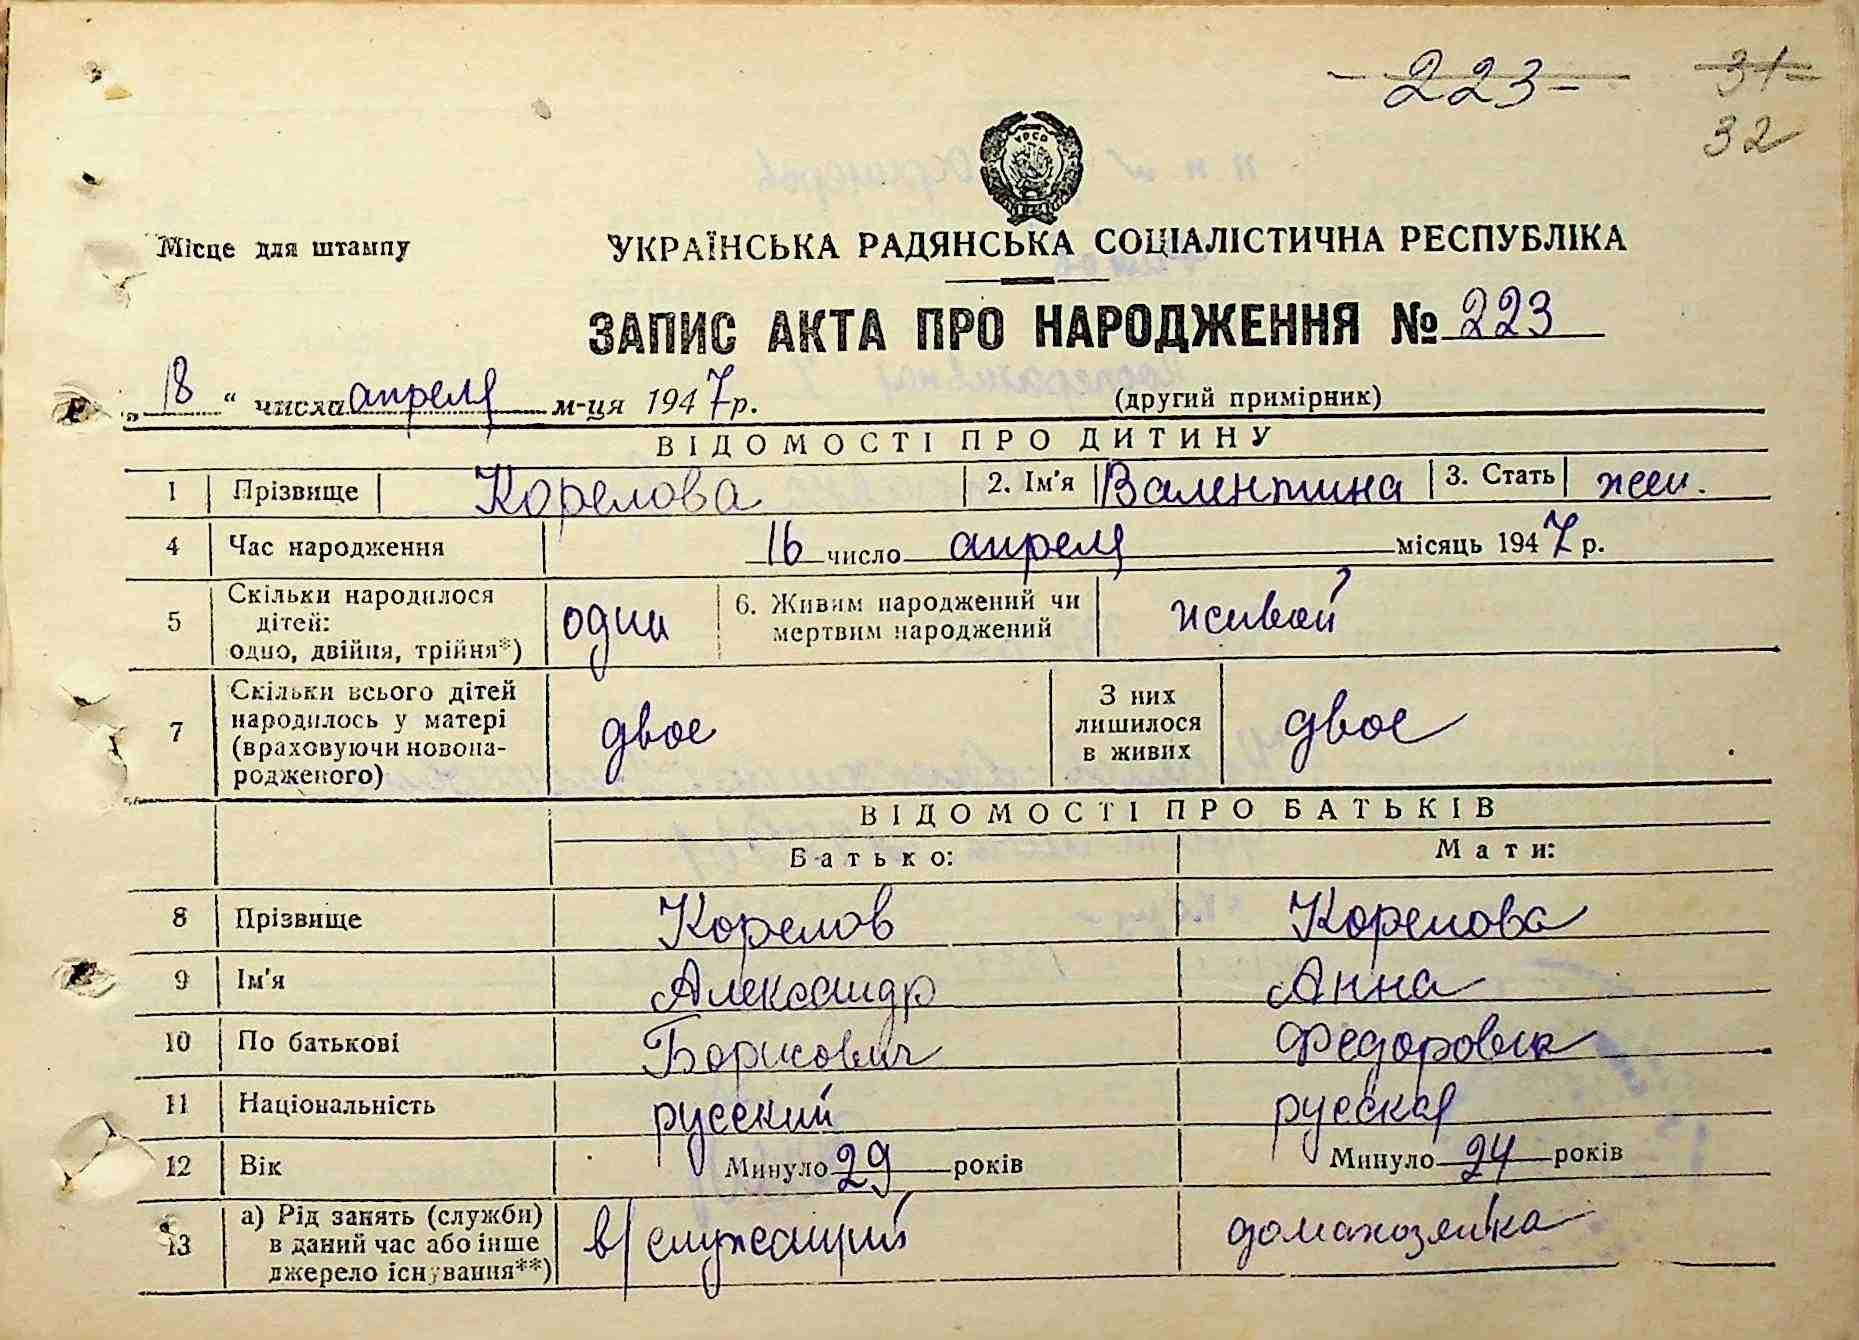 - 223 -
31
32
УРСР
Місце для штампу
УКРАЇНСЬКА РАДЯНСЬКА СОЦІАЛІСТИЧНА РЕСПУБЛІКА
ЗАПИС АКТА ПРО НАРОДЖЕННЯ № 223
„ 18 “ числа апреля м-ця 1947 р. (другий примірник)
ВІДОМОСТІ ПРО ДИТИНУ
1 Прізвище Корелова 2. Ім'я Валентина 3. Стать жен.
4 Час народження 16 число апреля місяць 1947 р.
5 Скільки народилося дітей: одно, двійня, трійня*) один 6. Живим народжений чи мертвим народжений живой
7 Скільки всього дітей народилось у матері (враховуючи новонародженого) двое З них лишилося в живих двое
ВІДОМОСТІ ПРО БАТЬКІВ
Батько: Мати:
8 Прізвище Корелов Корелова
9 Ім'я Александр Анна
10 По батькові Борисович Федоровна
11 Національність русский русская
12 Вік Минуло 29 років Минуло 24 років
13 а) Рід занять (служби) в даний час або інше джерело існування**) в/служащий домахозяйка